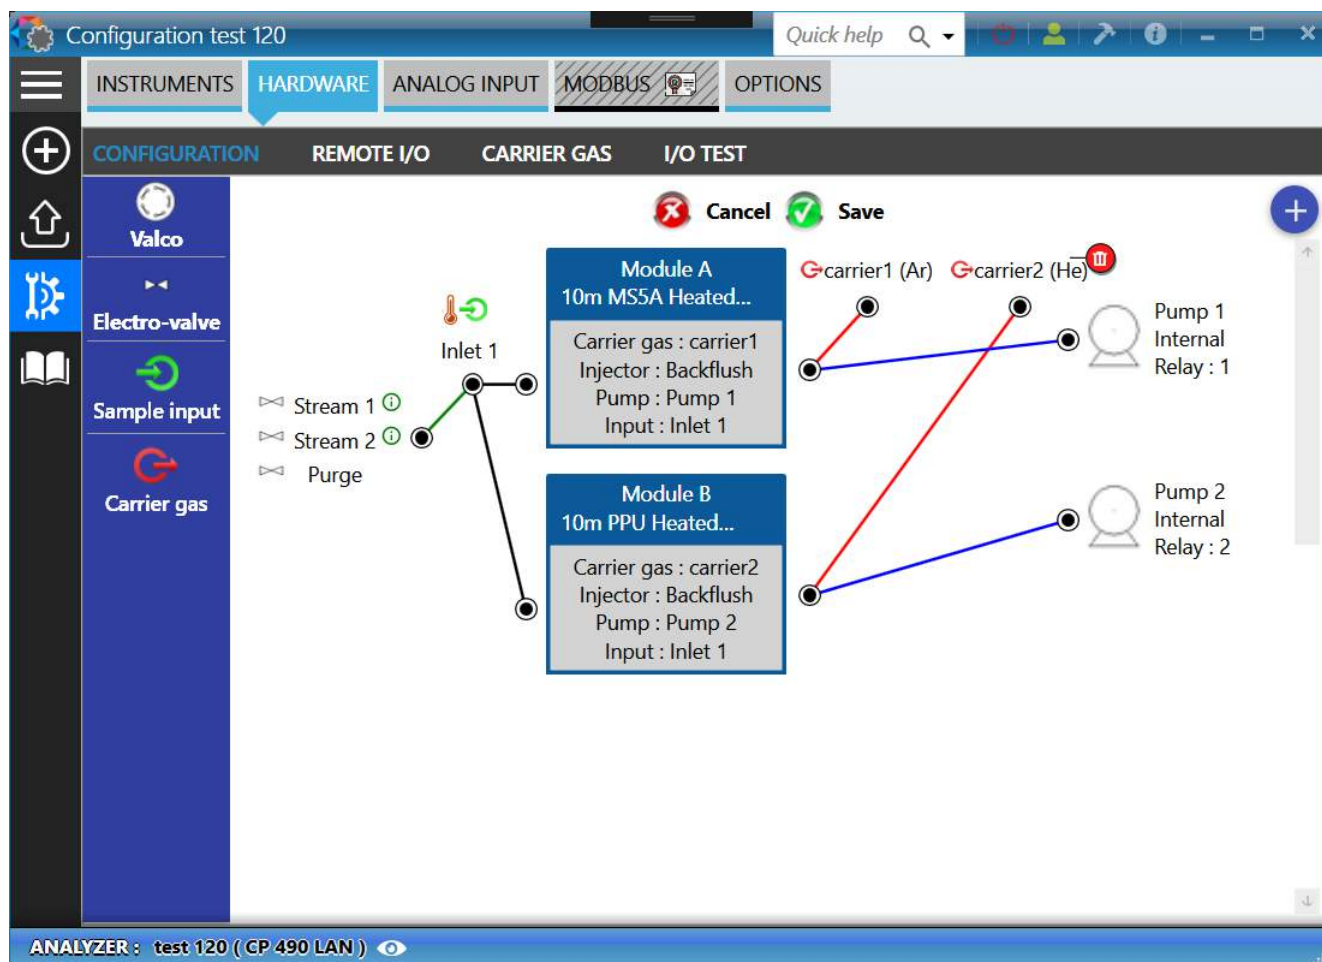 Configuration test 120
Quick help
INSTRUMENTS
HARDWARE
ANALOG INPUT
MODBUS
OPTIONS
CONFIGURATION
REMOTE I/O
CARRIER GAS
I/O TEST
Valco
Electro-valve
Sample input
Carrier gas
Cancel
Save
Inlet 1
Stream 1
Stream 2
Purge
Module A
10m MS5A Heated...
Carrier gas : carrier1
Injector : Backflush
Pump : Pump 1
Input : Inlet 1
Module B
10m PPU Heated...
Carrier gas : carrier2
Injector : Backflush
Pump : Pump 2
Input : Inlet 1
carrier1 (Ar)
carrier2 (He)
Pump 1
Internal
Relay : 1
Pump 2
Internal
Relay : 2
ANALYZER : test 120 ( CP 490 LAN )